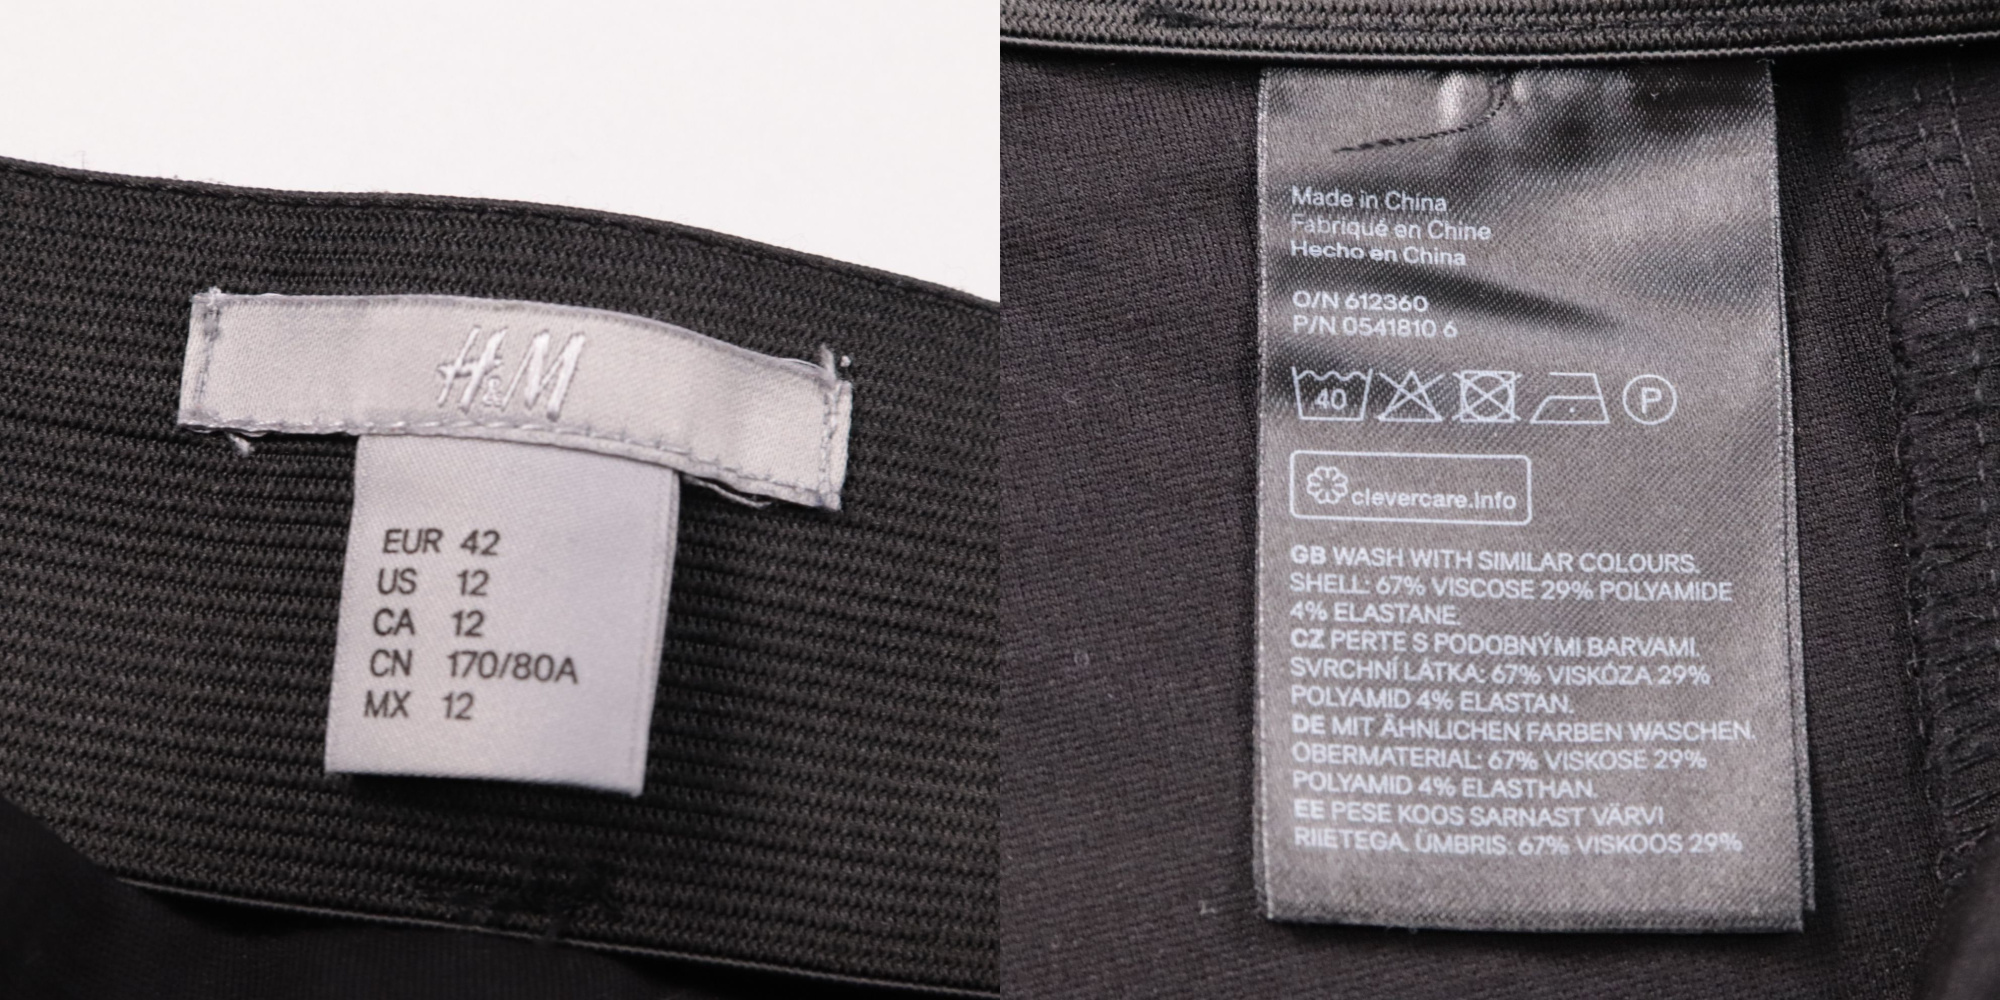 H&M
EUR 42
US 12
CA 12
CN 170/80A
MX 12
Made in China
Fabriqué en Chine
Hecho en China
O/N 612360
P/N 0541810 6
40
P
clevercare.info
GB WASH WITH SIMILAR COLOURS.
SHELL: 67% VISCOSE 29% POLYAMIDE
4% ELASTANE.
CZ PERTE S PODOBNÝMI BARVAMI.
SVRCHNÍ LÁTKA: 67% VISKÓZA 29%
POLYAMID 4% ELASTAN.
DE MIT ÄHNLICHEN FARBEN WASCHEN.
OBERMATERIAL: 67% VISKOSE 29%
POLYAMID 4% ELASTHAN.
EE PESE KOOS SARNAST VÄRVI
RIIETEGA. ÜMBRIS: 67% VISKOOS 29%